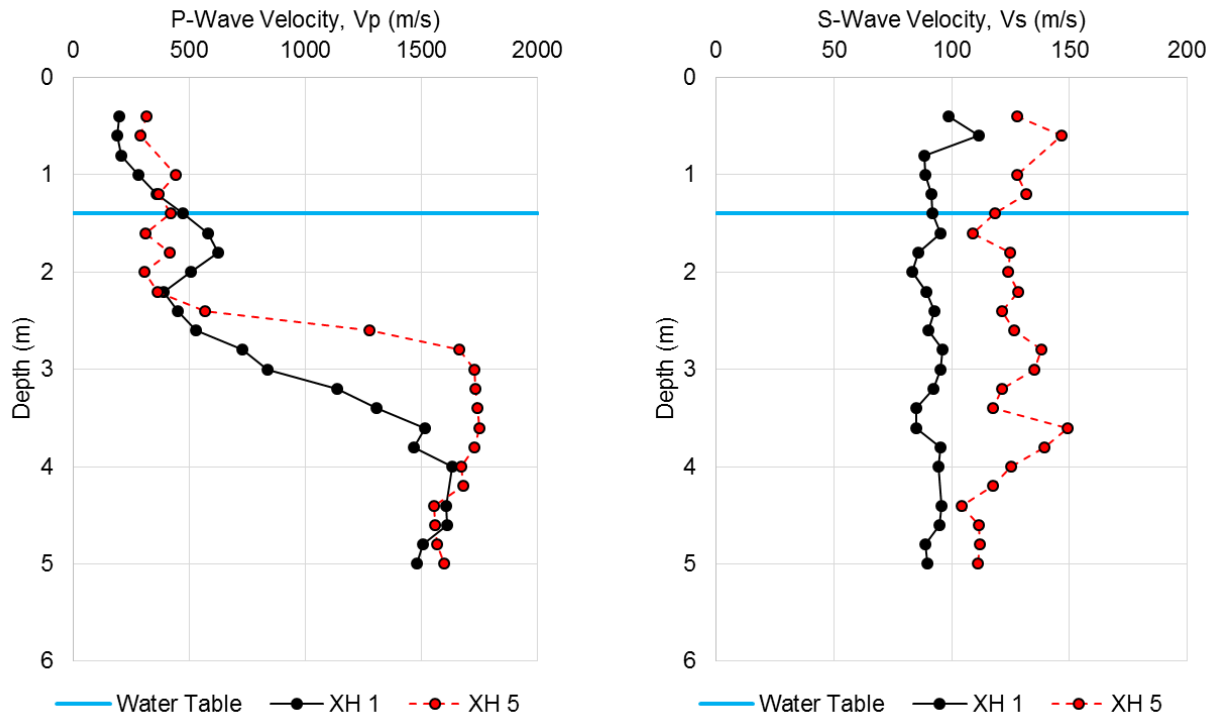 P-Wave Velocity, Vp (m/s)
0 500 1000 1500 2000
0
1
2
3
4
5
6
Depth (m)
Water Table XH 1 XH 5
S-Wave Velocity, Vs (m/s)
0 50 100 150 200
0
1
2
3
4
5
6
Depth (m)
Water Table XH 1 XH 5